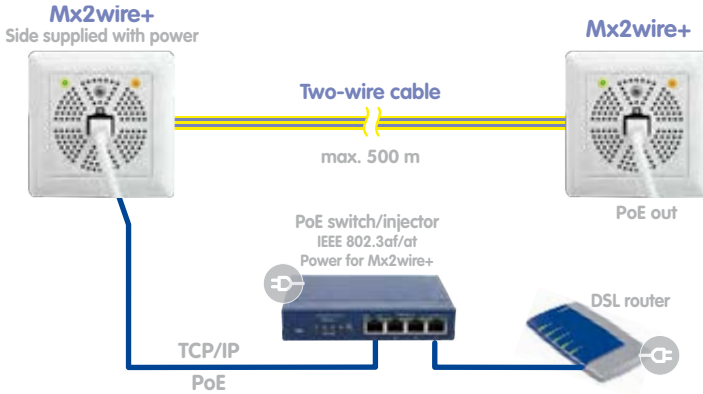 Mx2wire+
Side supplied with power
Mx2wire+
Two-wire cable
max. 500 m
PoE out
PoE switch/injector
IEEE 802.3af/at
Power for Mx2wire+
DSL router
TCP/IP
PoE